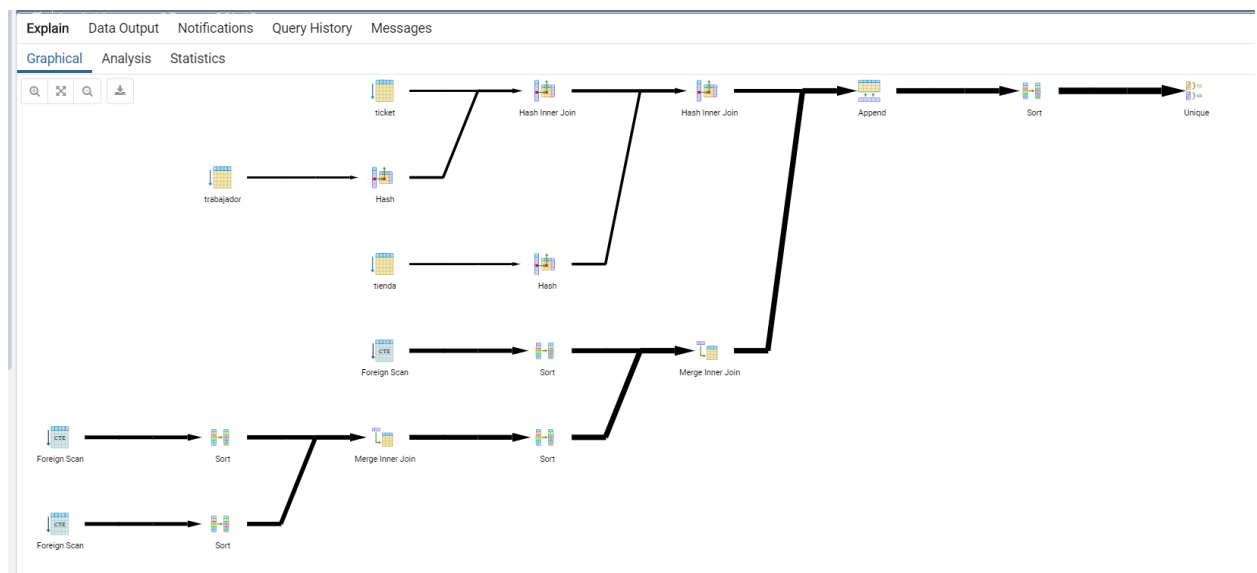 Explain Data Output Notifications Query History Messages
Graphical Analysis Statistics
ticket Hash Inner Join Hash Inner Join Append Sort Unique
trabajador Hash
tienda Hash
Foreign Scan Sort Merge Inner Join
Foreign Scan Sort Merge Inner Join Sort
Foreign Scan Sort